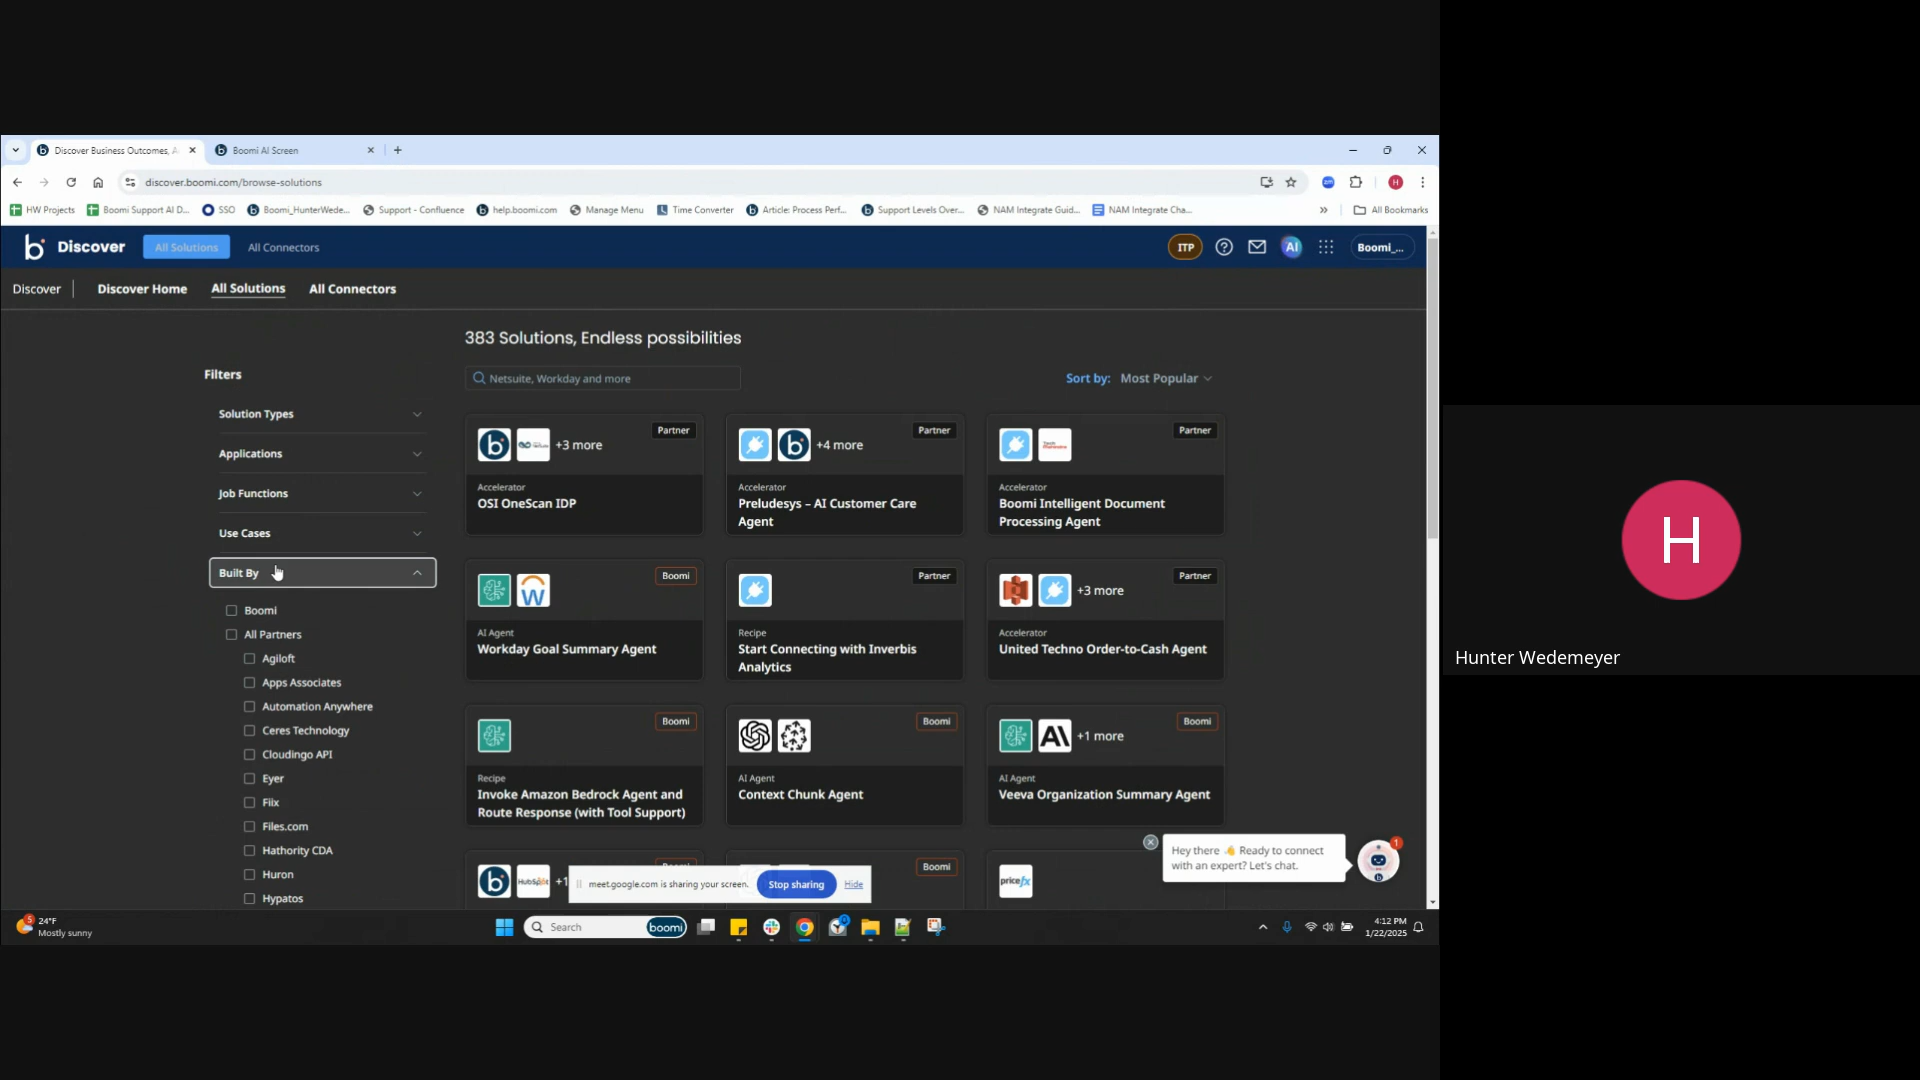 Discover Business Outcomes, A
Boomi AI Screen
discover.boomi.com/browse-solutions
H
HW Projects
Boomi Support AI D...
SSO
Boomi_HunterWede...
Support - Confluence
help.boomi.com
Manage Menu
Time Converter
Article: Process Perf...
Support Levels Over...
NAM Integrate Guid...
NAM Integrate Cha...
All Bookmarks
b Discover
All Solutions
All Connectors
ITP
AI
Boomi_...
Discover
Discover Home
All Solutions
All Connectors
383 Solutions, Endless possibilities
Filters
Netsuite, Workday and more
Sort by: Most Popular
Solution Types
Applications
Job Functions
Use Cases
Built By
Boomi
All Partners
Agiloft
Apps Associates
Automation Anywhere
Ceres Technology
Cloudingo API
Eyer
Fiix
Files.com
Hathority CDA
Huron
Hypatos
+3 more
Partner
Accelerator
OSI OneScan IDP
+4 more
Partner
Accelerator
Preludesys – AI Customer Care
Agent
Partner
Accelerator
Boomi Intelligent Document
Processing Agent
Boomi
AI Agent
Workday Goal Summary Agent
Partner
Recipe
Start Connecting with Inverbis
Analytics
+3 more
Partner
Accelerator
United Techno Order-to-Cash Agent
Boomi
Recipe
Invoke Amazon Bedrock Agent and
Route Response (with Tool Support)
Boomi
AI Agent
Context Chunk Agent
+1 more
Boomi
AI Agent
Veeva Organization Summary Agent
HubSpot
+1
Boomi
pricefx
meet.google.com is sharing your screen.
Stop sharing
Hide
Hey there 👋 Ready to connect
with an expert? Let's chat.
1
5
24°F
Mostly sunny
Search
boomi
4:12 PM
1/22/2025
H
Hunter Wedemeyer